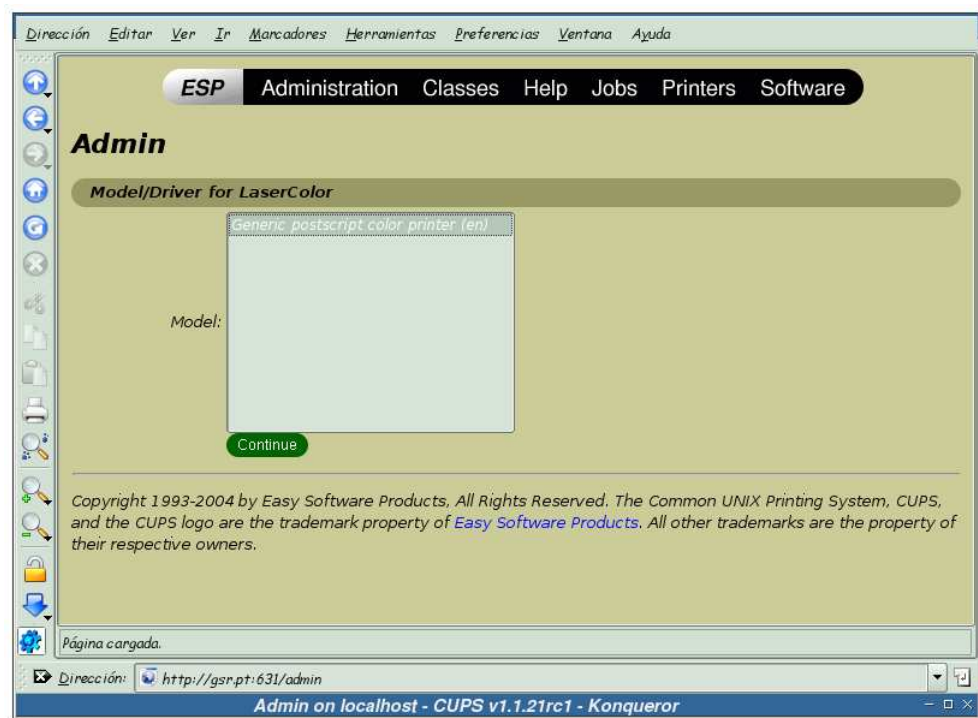 Dirección Editar Ver Ir Marcadores Herramientas Preferencias Ventana Ayuda
ESP Administration Classes Help Jobs Printers Software
Admin
Model/Driver for LaserColor
Generic postscript color printer (en)
Model:
Continue
Copyright 1993-2004 by Easy Software Products, All Rights Reserved. The Common UNIX Printing System, CUPS,
and the CUPS logo are the trademark property of Easy Software Products. All other trademarks are the property of
their respective owners.
Página cargada.
Dirección: http://gsr.pt:631/admin
Admin on localhost - CUPS v1.1.21rc1 - Konqueror